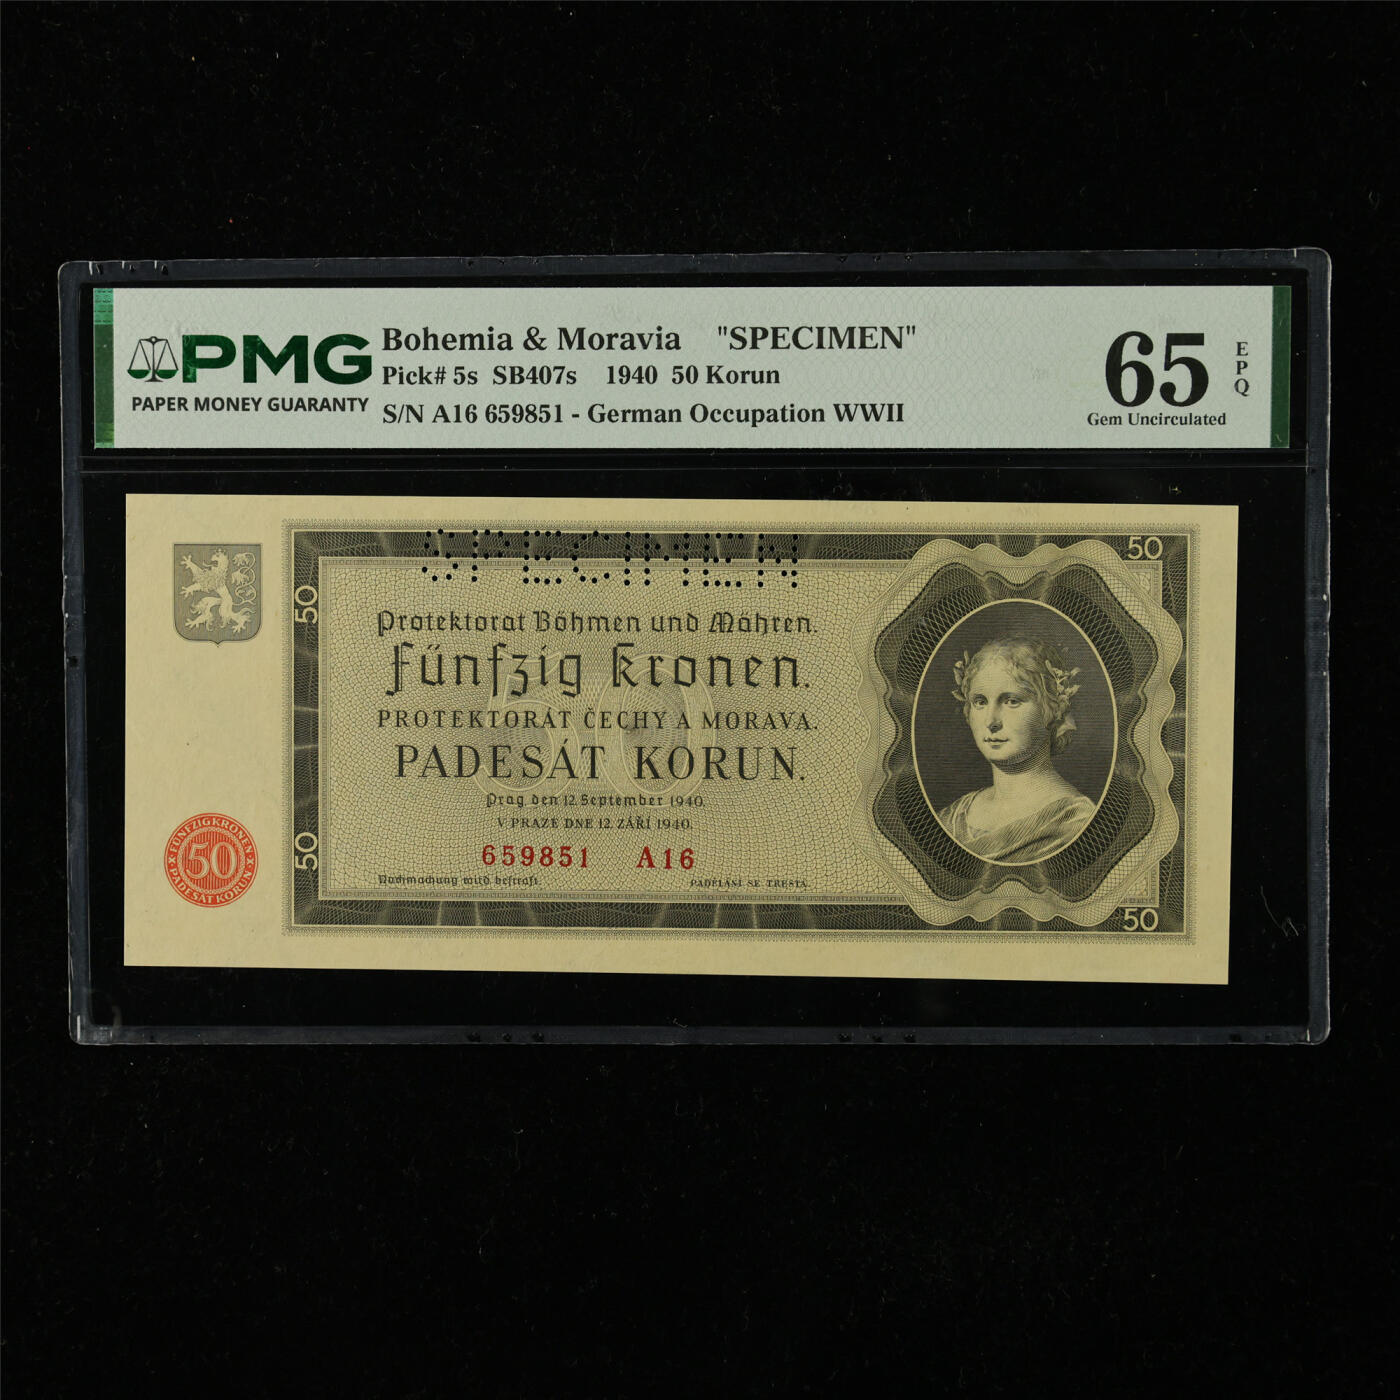 PMG
PAPER MONEY GUARANTY
Bohemia & Moravia "SPECIMEN"
Pick# 5s SB407s 1940 50 Korun
S/N A16 659851 - German Occupation WWII
65
EPQ
Gem Uncirculated
SPECIMEN
50
50
Protektorat Böhmen und Mähren.
Fünfzig Kronen.
PROTEKTORÁT ČECHY A MORAVA.
PADESÁT KORUN.
Prag den 12. September 1940.
V PRAZE DNE 12. ZÁŘÍ 1940.
659851 A16
Nachmachung wird bestraft.
PADĚLÁNÍ SE TRESTÁ.
50
50
FÜNFZIG KRONEN
50
PADESÁT KORUN